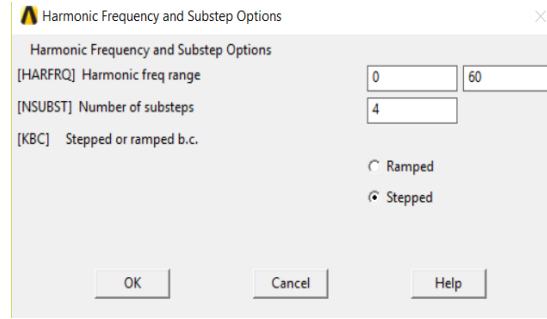 Harmonic Frequency and Substep Options
Harmonic Frequency and Substep Options
[HARFRQ] Harmonic freq range 0 60
[NSUBST] Number of substeps 4
[KBC] Stepped or ramped b.c.
Ramped
Stepped
OK Cancel Help